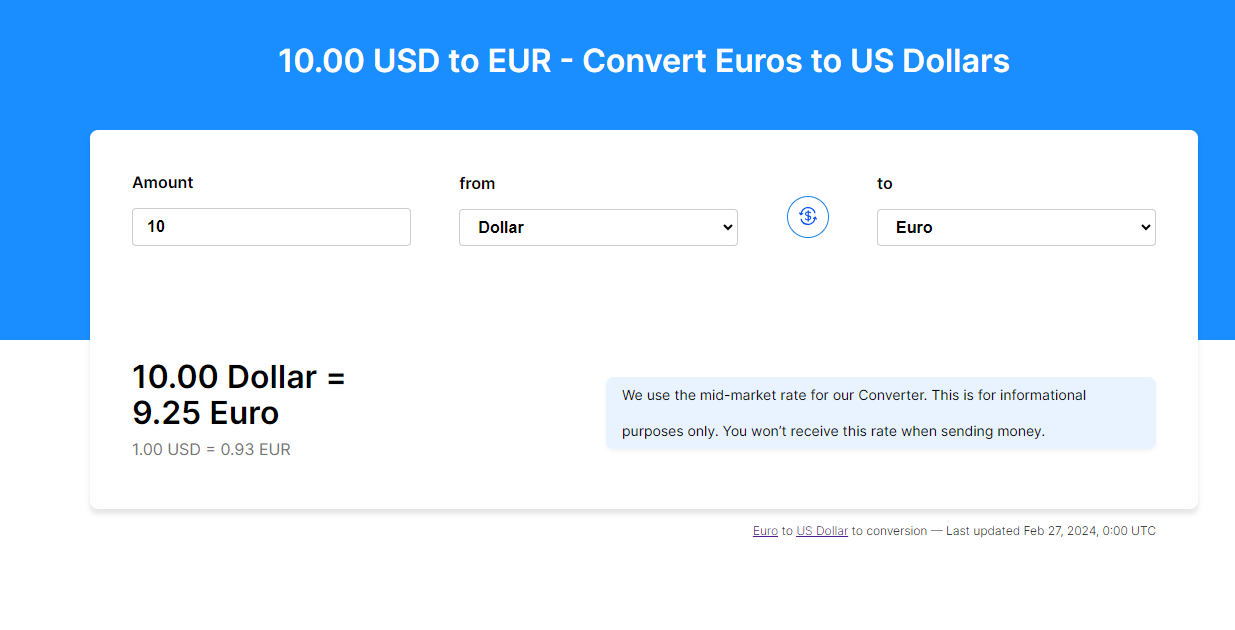 10.00 USD to EUR - Convert Euros to US Dollars
Amount
from
to
10
Dollar
$
Euro
10.00 Dollar =
9.25 Euro
1.00 USD = 0.93 EUR
We use the mid-market rate for our Converter. This is for informational
purposes only. You won’t receive this rate when sending money.
Euro to US Dollar to conversion — Last updated Feb 27, 2024, 0:00 UTC